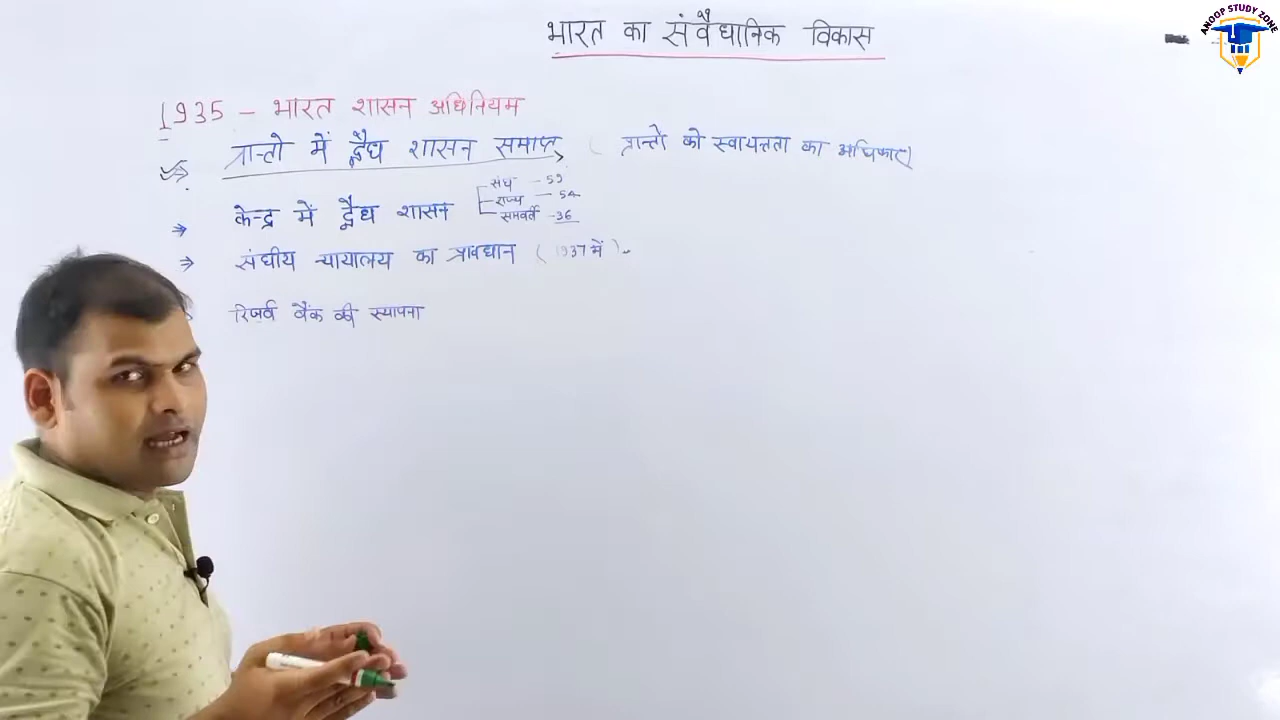 भारत का संवैधानिक विकास
ANOOP STUDY ZONE
1935 – भारत शासन अधिनियम
प्रान्तो में द्वैध शासन समाप्त ( प्रान्तो को स्वायत्तता का अधिकार)
केन्द्र में द्वैध शासन
संघ – 59
राज्य – 54
समवर्ती – 36
संघीय न्यायालय का प्रावधान ( 1937 में )
रिजर्व बैंक की स्थापना